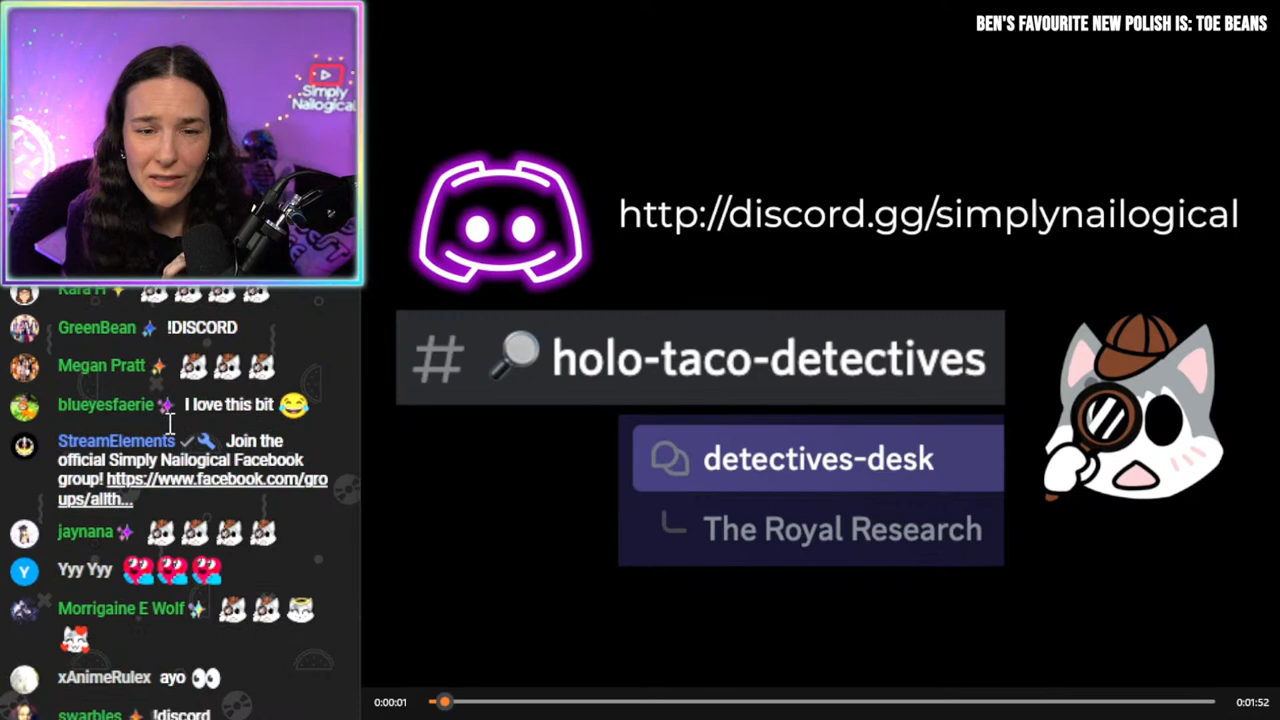 BEN'S FAVOURITE NEW POLISH IS: TOE BEANS
Simply
Nailogical
http://discord.gg/simplynailogical
# holo-taco-detectives
detectives-desk
The Royal Research
Kara H
GreenBean !DISCORD
Megan Pratt
blueyesfaerie I love this bit 😂
StreamElements Join the
official Simply Nailogical Facebook
group! https://www.facebook.com/gro
ups/allth...
jaynana
Y Yyy Yyy
Morrigaine E Wolf
xAnimeRulex ayo 👀
swarbles !discord
0:00:01
0:01:52